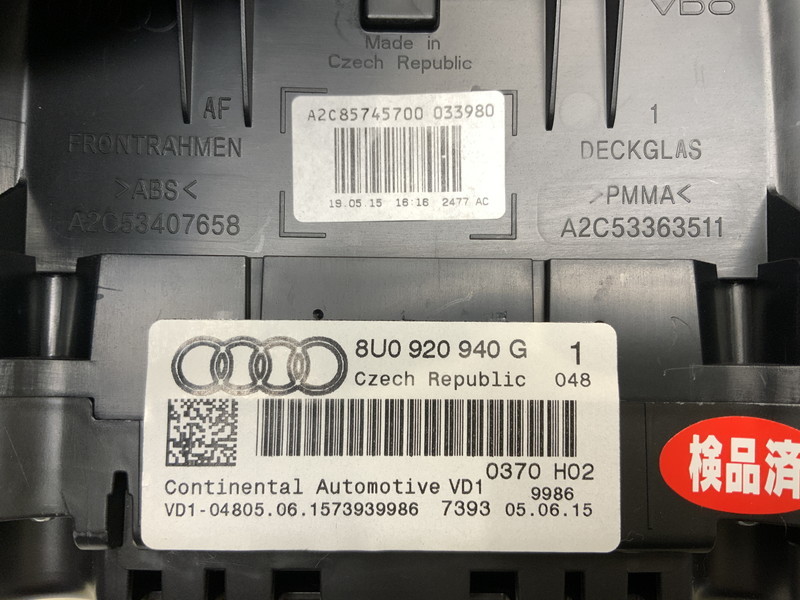 VDO
Made in
Czech Republic
A2C85745700 033980
19.05.15 16:16 2477 AC
AF
FRONTRAHMEN
>ABS<
A2C53407658
1
DECKGLAS
>PMMA<
A2C53363511
8U0 920 940 G 1
Czech Republic 048
0370 H02
Continental Automotive VD1 9986
VD1-04805.06.1573939986 7393 05.06.15
検品済